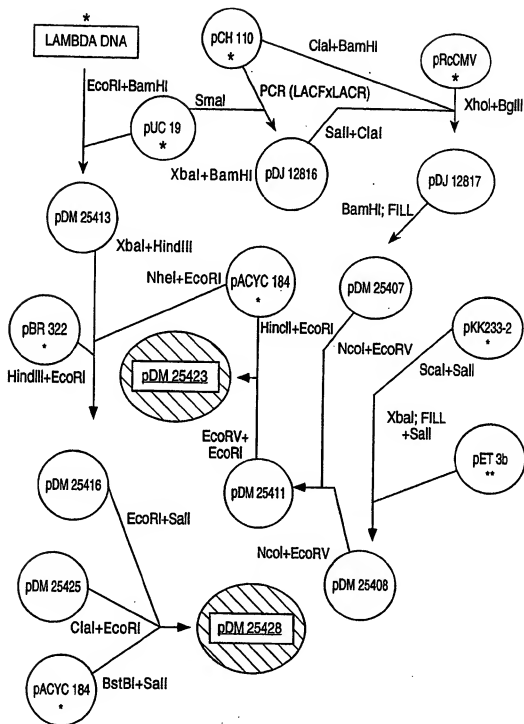 *
LAMBDA DNA
pCH 110
*
ClaI+BamHI
pRcCMV
*
EcoRI+BamHI
SmaI
PCR (LACFxLACR)
XhoI+BglII
pUC 19
*
SalI+ClaI
XbaI+BamHI
pDJ 12816
pDJ 12817
BamHI; FILL
pDM 25413
XbaI+HindIII
NheI+EcoRI
pACYC 184
*
pDM 25407
pBR 322
*
HincII+EcoRI
pKK233-2
*
HindIII+EcoRI
pDM 25423
NcoI+EcoRV
ScaI+SalI
XbaI; FILL
+SalI
EcoRV+
EcoRI
pET 3b
**
pDM 25416
pDM 25411
EcoRI+SalI
NcoI+EcoRV
pDM 25408
pDM 25425
ClaI+EcoRI
pDM 25428
BstBI+SalI
pACYC 184
*